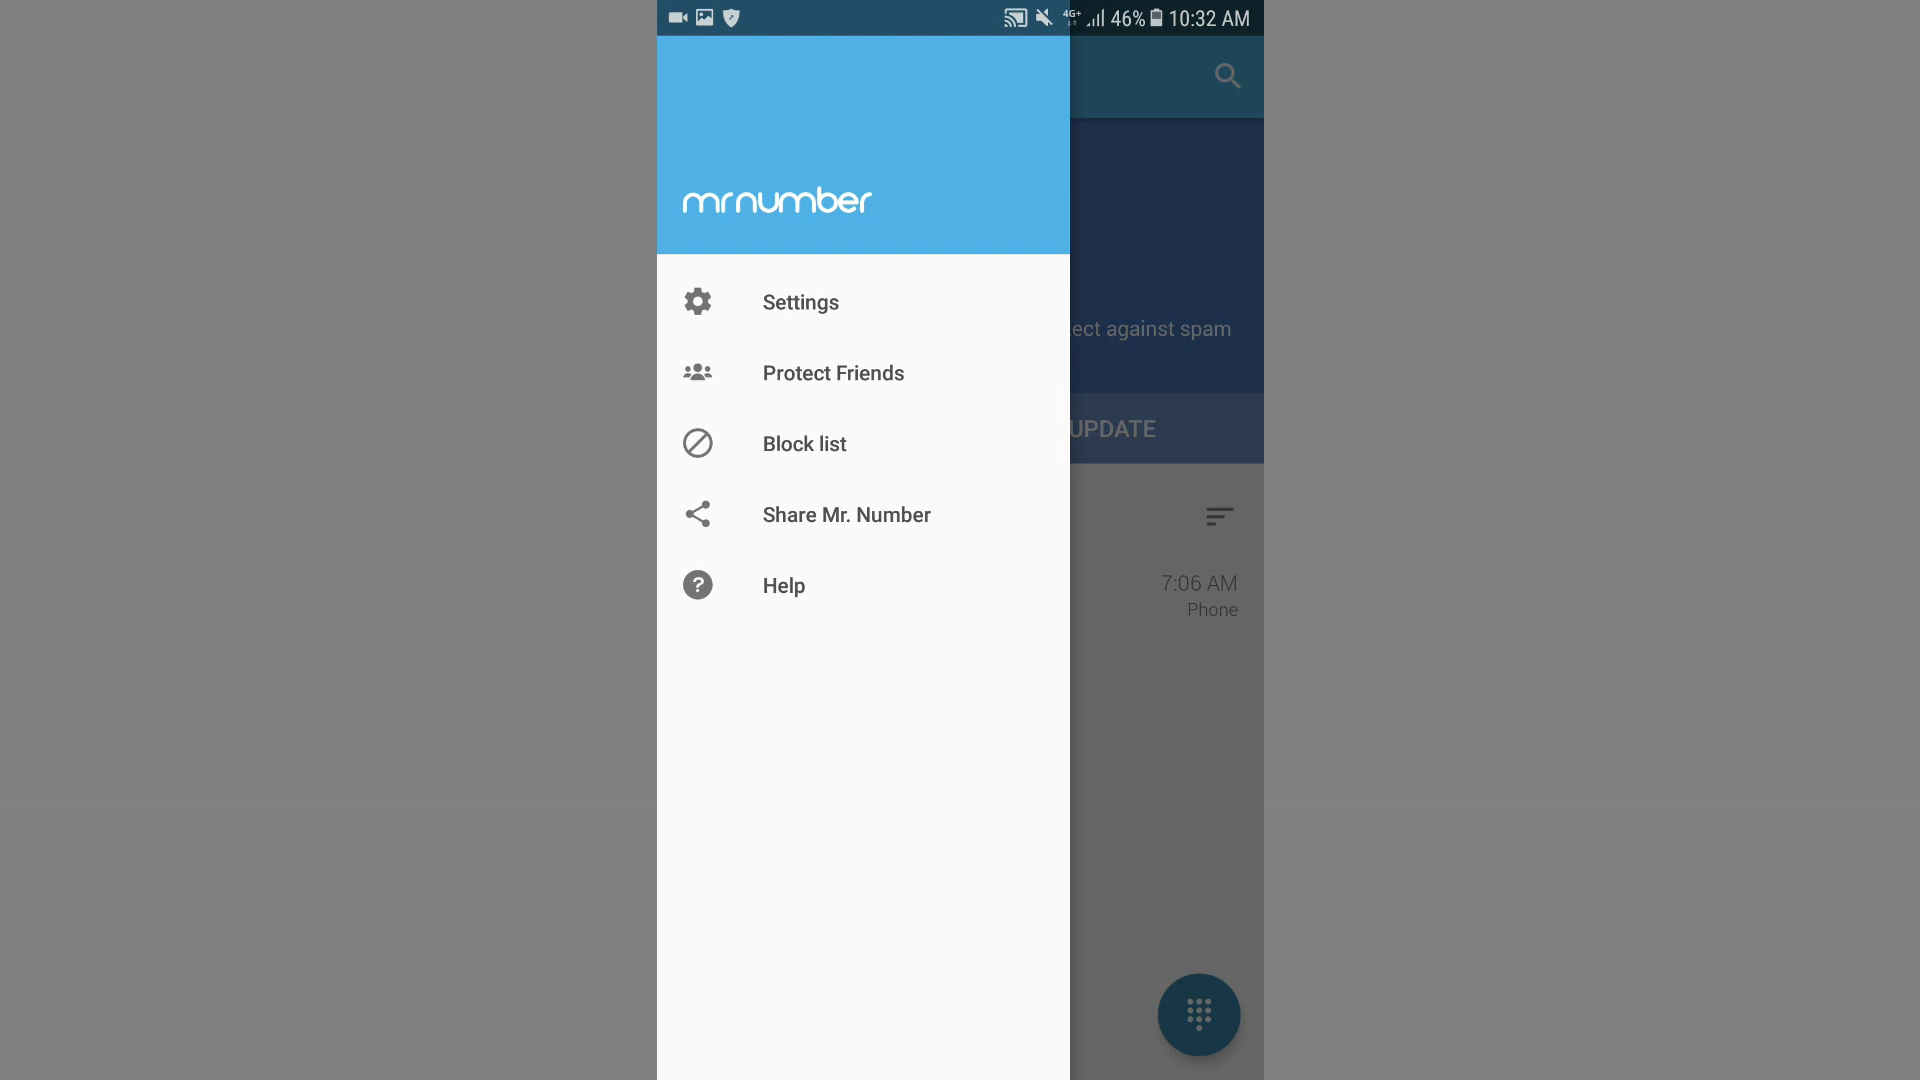 4G+ 46% 10:32 AM
mrnumber
Settings
Protect Friends
Block list
Share Mr. Number
Help
ect against spam
UPDATE
7:06 AM
Phone